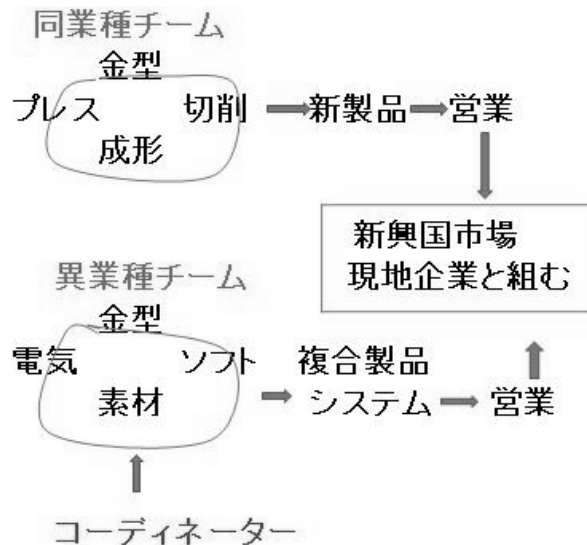 同業種チーム
金型
プレス 切削 新製品 営業
成形
新興国市場
現地企業と組む
異業種チーム
金型
電気 ソフト 複合製品
素材 システム 営業
コーディネーター